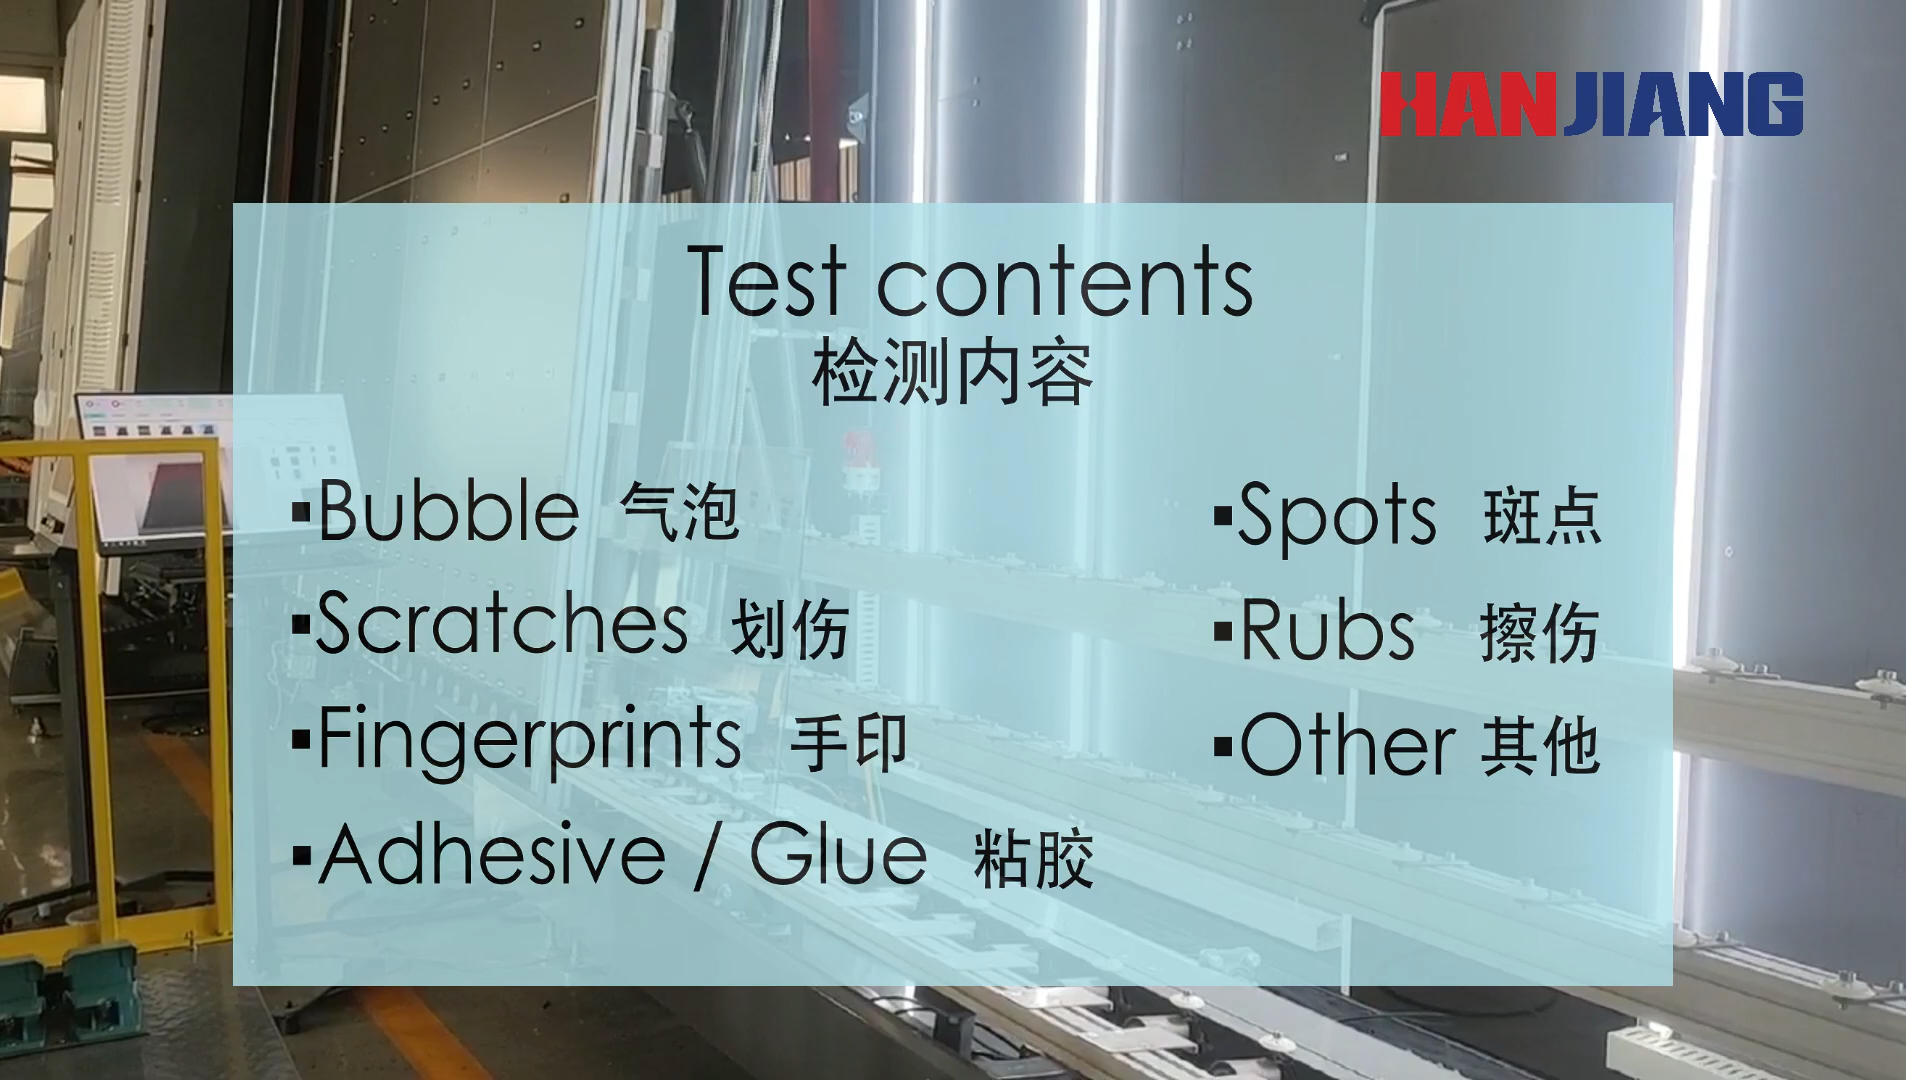 HANJIANG
Test contents
检测内容
▪Bubble 气泡
▪Scratches 划伤
▪Fingerprints 手印
▪Adhesive / Glue 粘胶
▪Spots 斑点
▪Rubs 擦伤
▪Other 其他